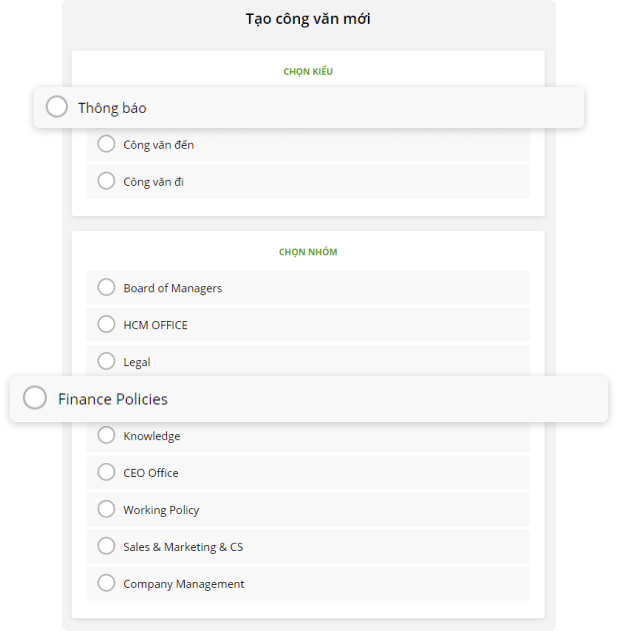 Tạo công văn mới
CHỌN KIỂU
Thông báo
Công văn đến
Công văn đi
CHỌN NHÓM
Board of Managers
HCM OFFICE
Legal
Finance Policies
Knowledge
CEO Office
Working Policy
Sales & Marketing & CS
Company Management